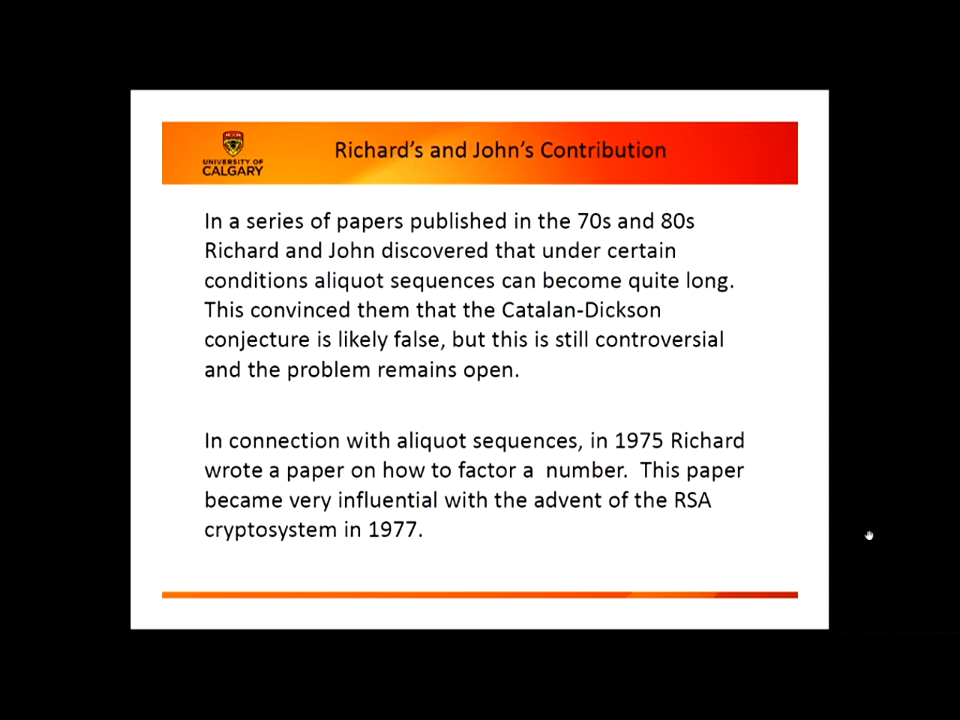 UNIVERSITY OF
CALGARY
Richard's and John's Contribution
In a series of papers published in the 70s and 80s
Richard and John discovered that under certain
conditions aliquot sequences can become quite long.
This convinced them that the Catalan-Dickson
conjecture is likely false, but this is still controversial
and the problem remains open.
In connection with aliquot sequences, in 1975 Richard
wrote a paper on how to factor a  number.  This paper
became very influential with the advent of the RSA
cryptosystem in 1977.